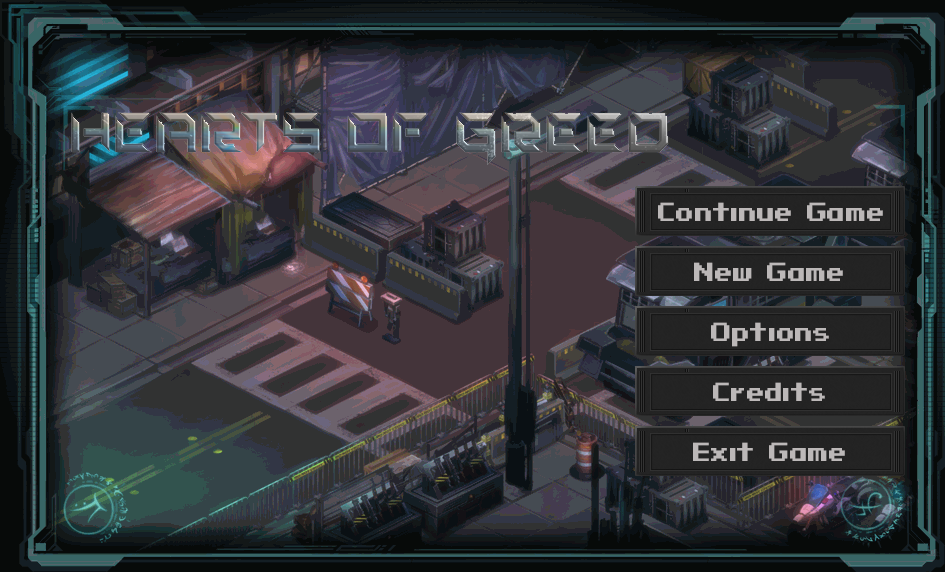 HEARTS OF GREED
Continue Game
New Game
Options
Credits
Exit Game